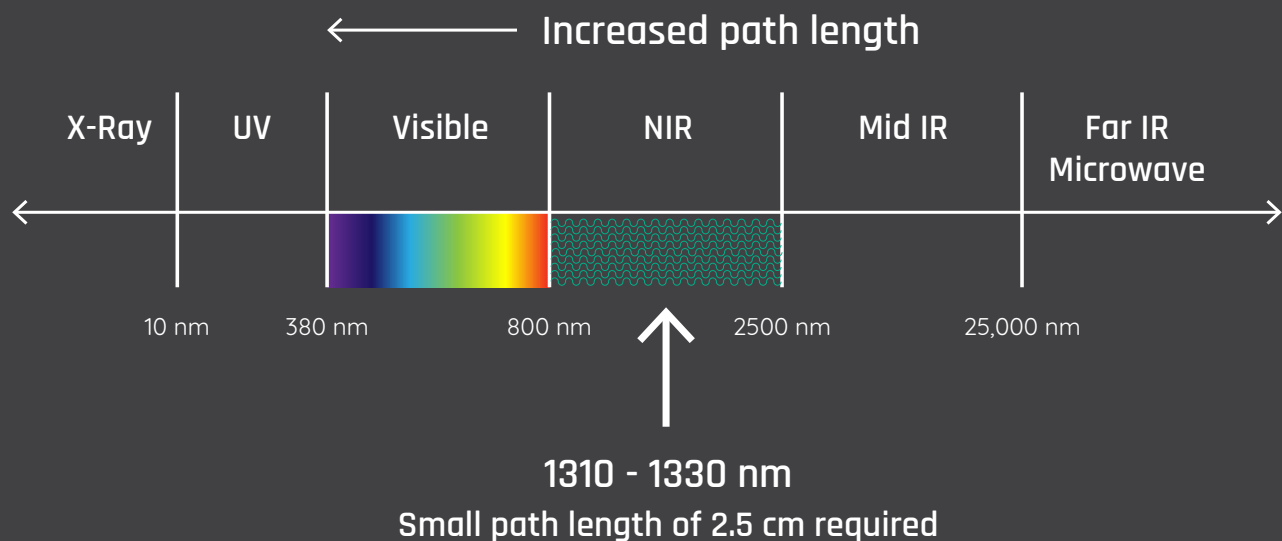 Increased path length
X-Ray
UV
Visible
NIR
Mid IR
Far IR
Microwave
10 nm
380 nm
800 nm
2500 nm
25,000 nm
1310 - 1330 nm
Small path length of 2.5 cm required